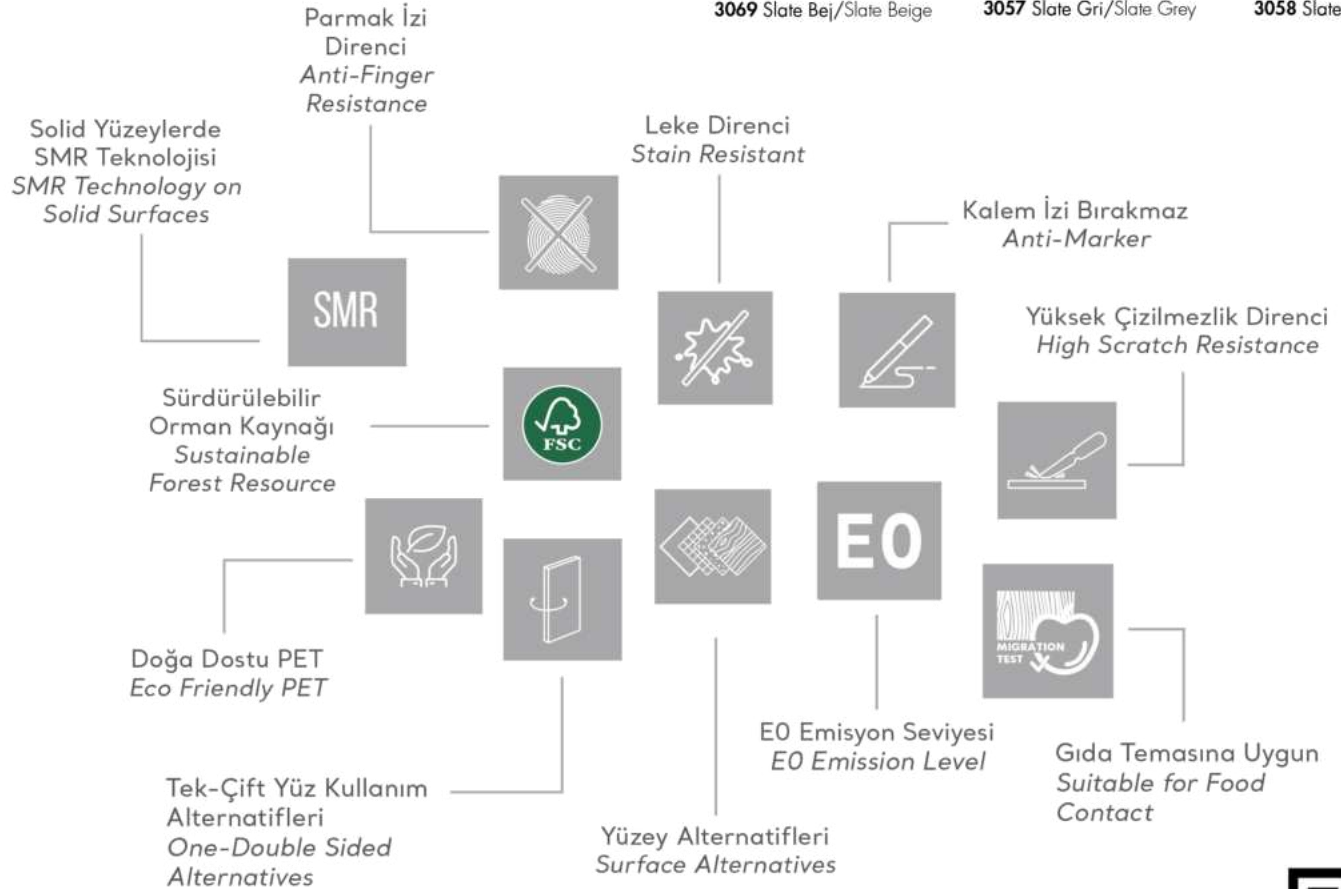 3069 Slate Bej/Slate Beige
3057 Slate Gri/Slate Grey
3058 Slate
Parmak İzi
Direnci
Anti-Finger
Resistance
Solid Yüzeylerde
SMR Teknolojisi
SMR Technology on
Solid Surfaces
Leke Direnci
Stain Resistant
Kalem İzi Bırakmaz
Anti-Marker
SMR
Yüksek Çizilmezlik Direnci
High Scratch Resistance
Sürdürülebilir
Orman Kaynağı
Sustainable
Forest Resource
FSC
E0
MIGRATION
TEST
Doğa Dostu PET
Eco Friendly PET
E0 Emisyon Seviyesi
E0 Emission Level
Gıda Temasına Uygun
Suitable for Food
Contact
Tek-Çift Yüz Kullanım
Alternatifleri
One-Double Sided
Alternatives
Yüzey Alternatifleri
Surface Alternatives